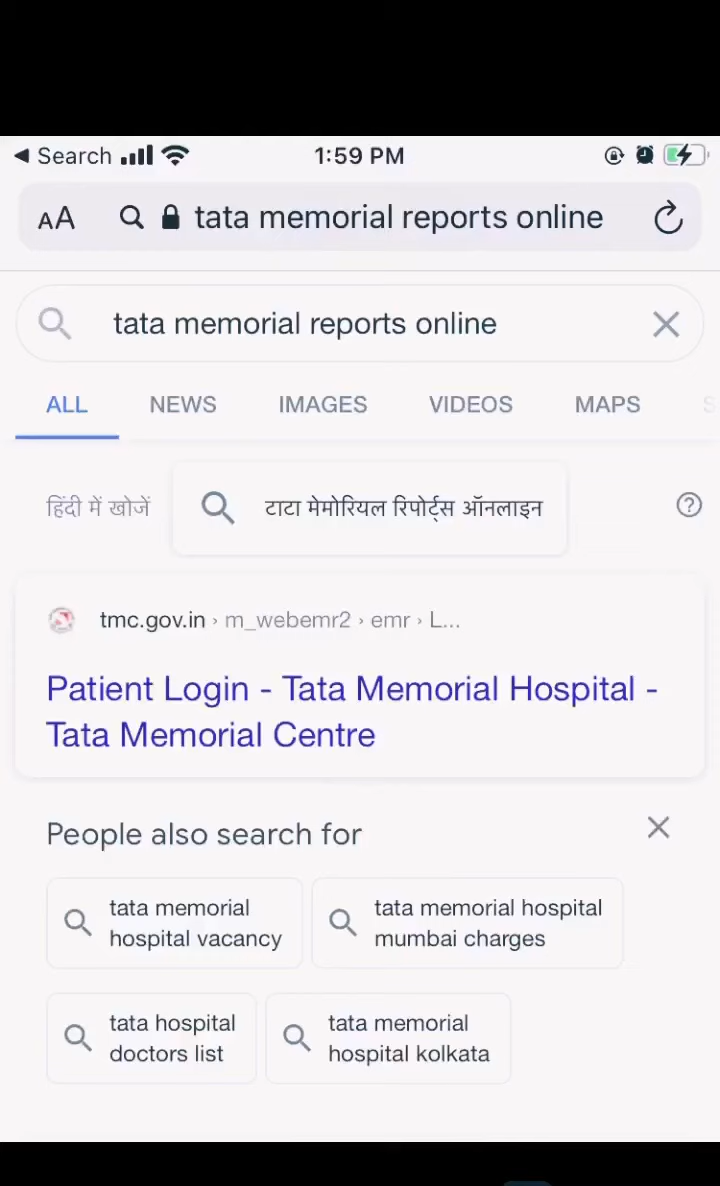 ◀ Search 1:59 PM
AA tata memorial reports online
tata memorial reports online
ALL NEWS IMAGES VIDEOS MAPS
हिंदी में खोजें टाटा मेमोरियल रिपोर्ट्स ऑनलाइन
tmc.gov.in › m_webemr2 › emr › L...
Patient Login - Tata Memorial Hospital -
Tata Memorial Centre
People also search for
tata memorial
hospital vacancy
tata memorial hospital
mumbai charges
tata hospital
doctors list
tata memorial
hospital kolkata